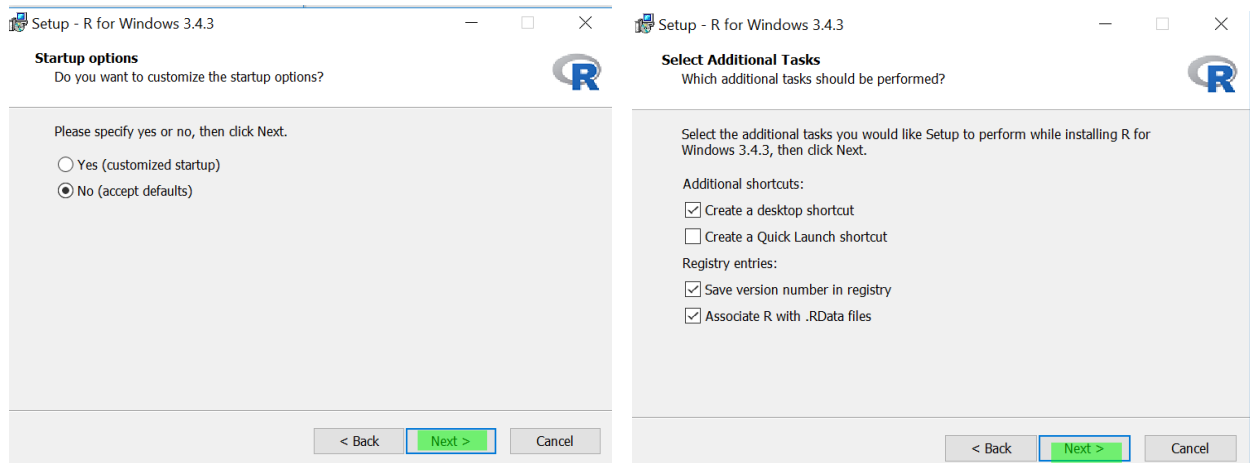 Setup - R for Windows 3.4.3
Startup options
Do you want to customize the startup options?
R
Please specify yes or no, then click Next.
Yes (customized startup)
No (accept defaults)
< Back Next > Cancel
Setup - R for Windows 3.4.3
Select Additional Tasks
Which additional tasks should be performed?
R
Select the additional tasks you would like Setup to perform while installing R for
Windows 3.4.3, then click Next.
Additional shortcuts:
Create a desktop shortcut
Create a Quick Launch shortcut
Registry entries:
Save version number in registry
Associate R with .RData files
< Back Next > Cancel